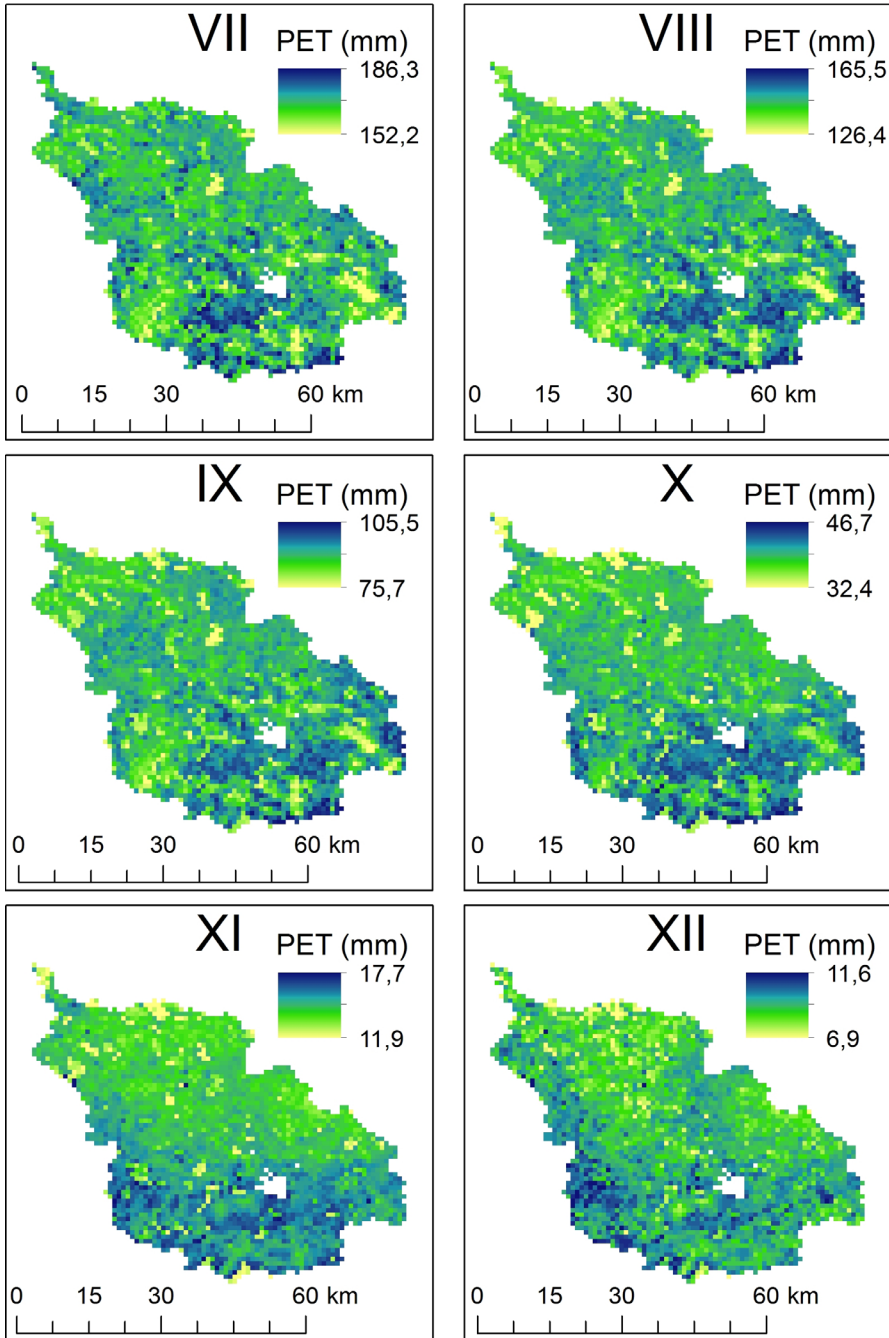 VII PET (mm)
186,3
152,2
0 15 30 60 km
VIII PET (mm)
165,5
126,4
0 15 30 60 km
IX PET (mm)
105,5
75,7
0 15 30 60 km
X PET (mm)
46,7
32,4
0 15 30 60 km
XI PET (mm)
17,7
11,9
0 15 30 60 km
XII PET (mm)
11,6
6,9
0 15 30 60 km